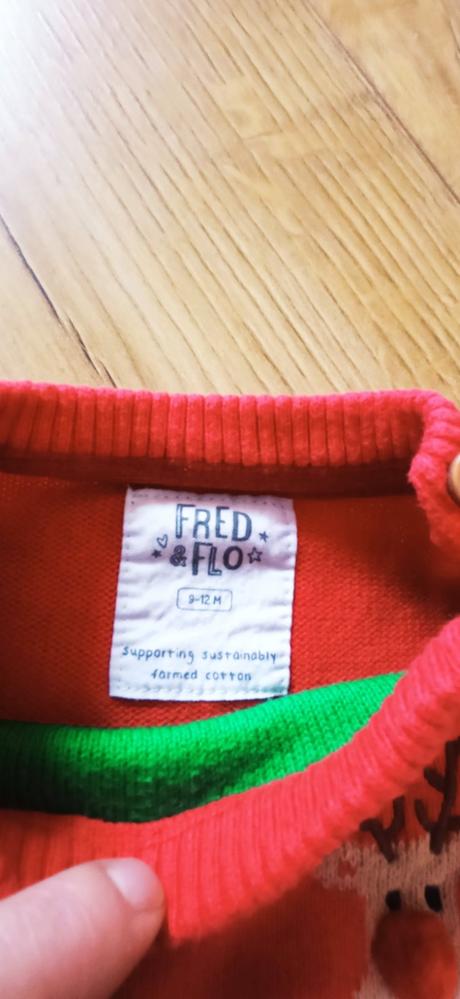 FRED
& FLO
9-12 M
supporting sustainably
farmed cotton